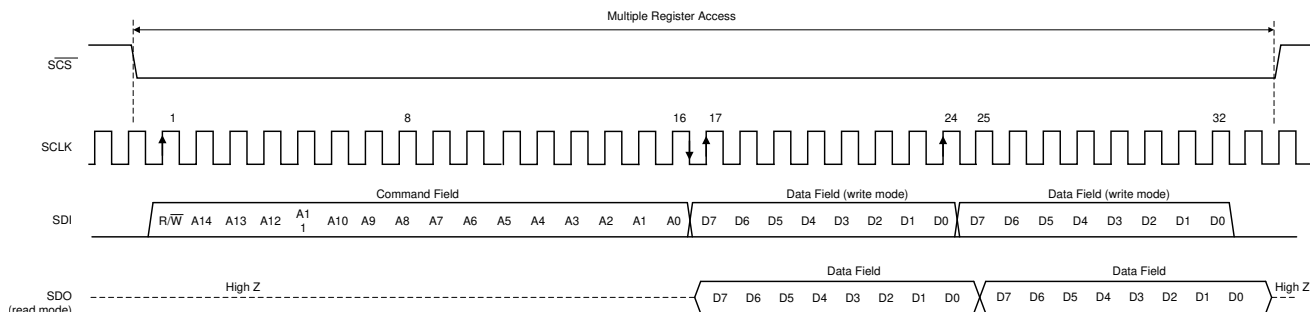 Multiple Register Access
SCS
1 8 16 17 24 25 32
SCLK
Command Field Data Field (write mode) Data Field (write mode)
SDI R/W A14 A13 A12 A1 A10 A9 A8 A7 A6 A5 A4 A3 A2 A1 A0 D7 D6 D5 D4 D3 D2 D1 D0 D7 D6 D5 D4 D3 D2 D1 D0
1
Data Field Data Field
High Z High Z
SDO D7 D6 D5 D4 D3 D2 D1 D0 D7 D6 D5 D4 D3 D2 D1 D0
(read mode)